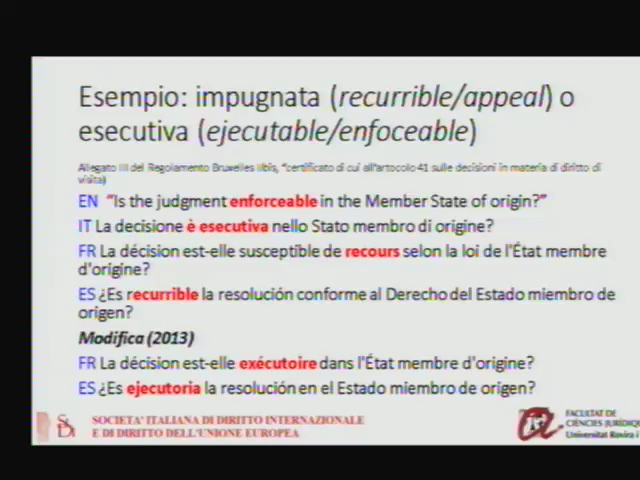 Esempio: impugnata (recurrible/appeal) o
esecutiva (ejecutable/enfoceable)
Allegato III del Regolamento Bruxelles IIbis, "certificato di cui all'artocolo 41 sulle decisioni in materia di diritto di
visita)
EN "Is the judgment enforceable in the Member State of origin?"
IT La decisione è esecutiva nello Stato membro di origine?
FR La décision est-elle susceptible de recours selon la loi de l'État membre
d'origine?
ES ¿Es recurrible la resolución conforme al Derecho del Estado miembro de
origen?
Modifica (2013)
FR La décision est-elle exécutoire dans l'État membre d'origine?
ES ¿Es ejecutoria la resolución en el Estado miembro de origen?
SOCIETA' ITALIANA DI DIRITTO INTERNAZIONALE
E DI DIRITTO DELL'UNIONE EUROPEA
FACULTAT DE
CIÈNCIES JURÍDIQU
Universitat Rovira i